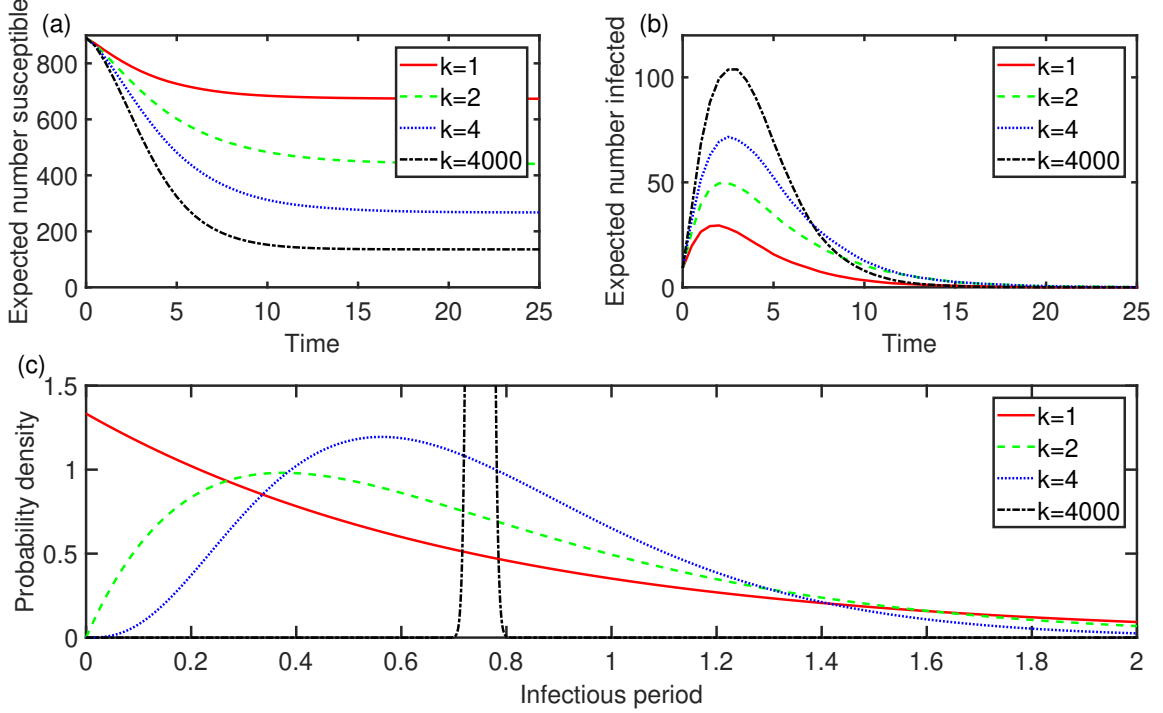 (a)
Expected number susceptible
800
600
400
200
0
0 5 10 15 20 25
Time
k=1
k=2
k=4
k=4000
(b)
Expected number infected
100
50
0
0 5 10 15 20 25
Time
k=1
k=2
k=4
k=4000
(c)
Probability density
1.5
1
0.5
0
0 0.2 0.4 0.6 0.8 1 1.2 1.4 1.6 1.8 2
Infectious period
k=1
k=2
k=4
k=4000